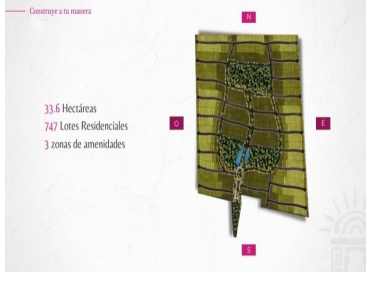 Construye a tu manera
N
33.6 Hectáreas
747 Lotes Residenciales
3 zonas de amenidades
O
E
S